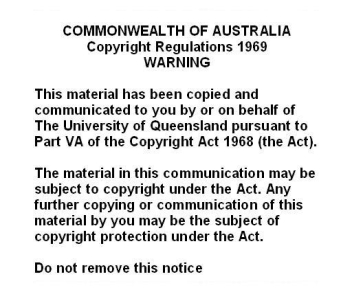 COMMONWEALTH OF AUSTRALIA
Copyright Regulations 1969
WARNING
This material has been copied and
communicated to you by or on behalf of
The University of Queensland pursuant to
Part VA of the Copyright Act 1968 (the Act).
The material in this communication may be
subject to copyright under the Act. Any
further copying or communication of this
material by you may be the subject of
copyright protection under the Act.
Do not remove this notice